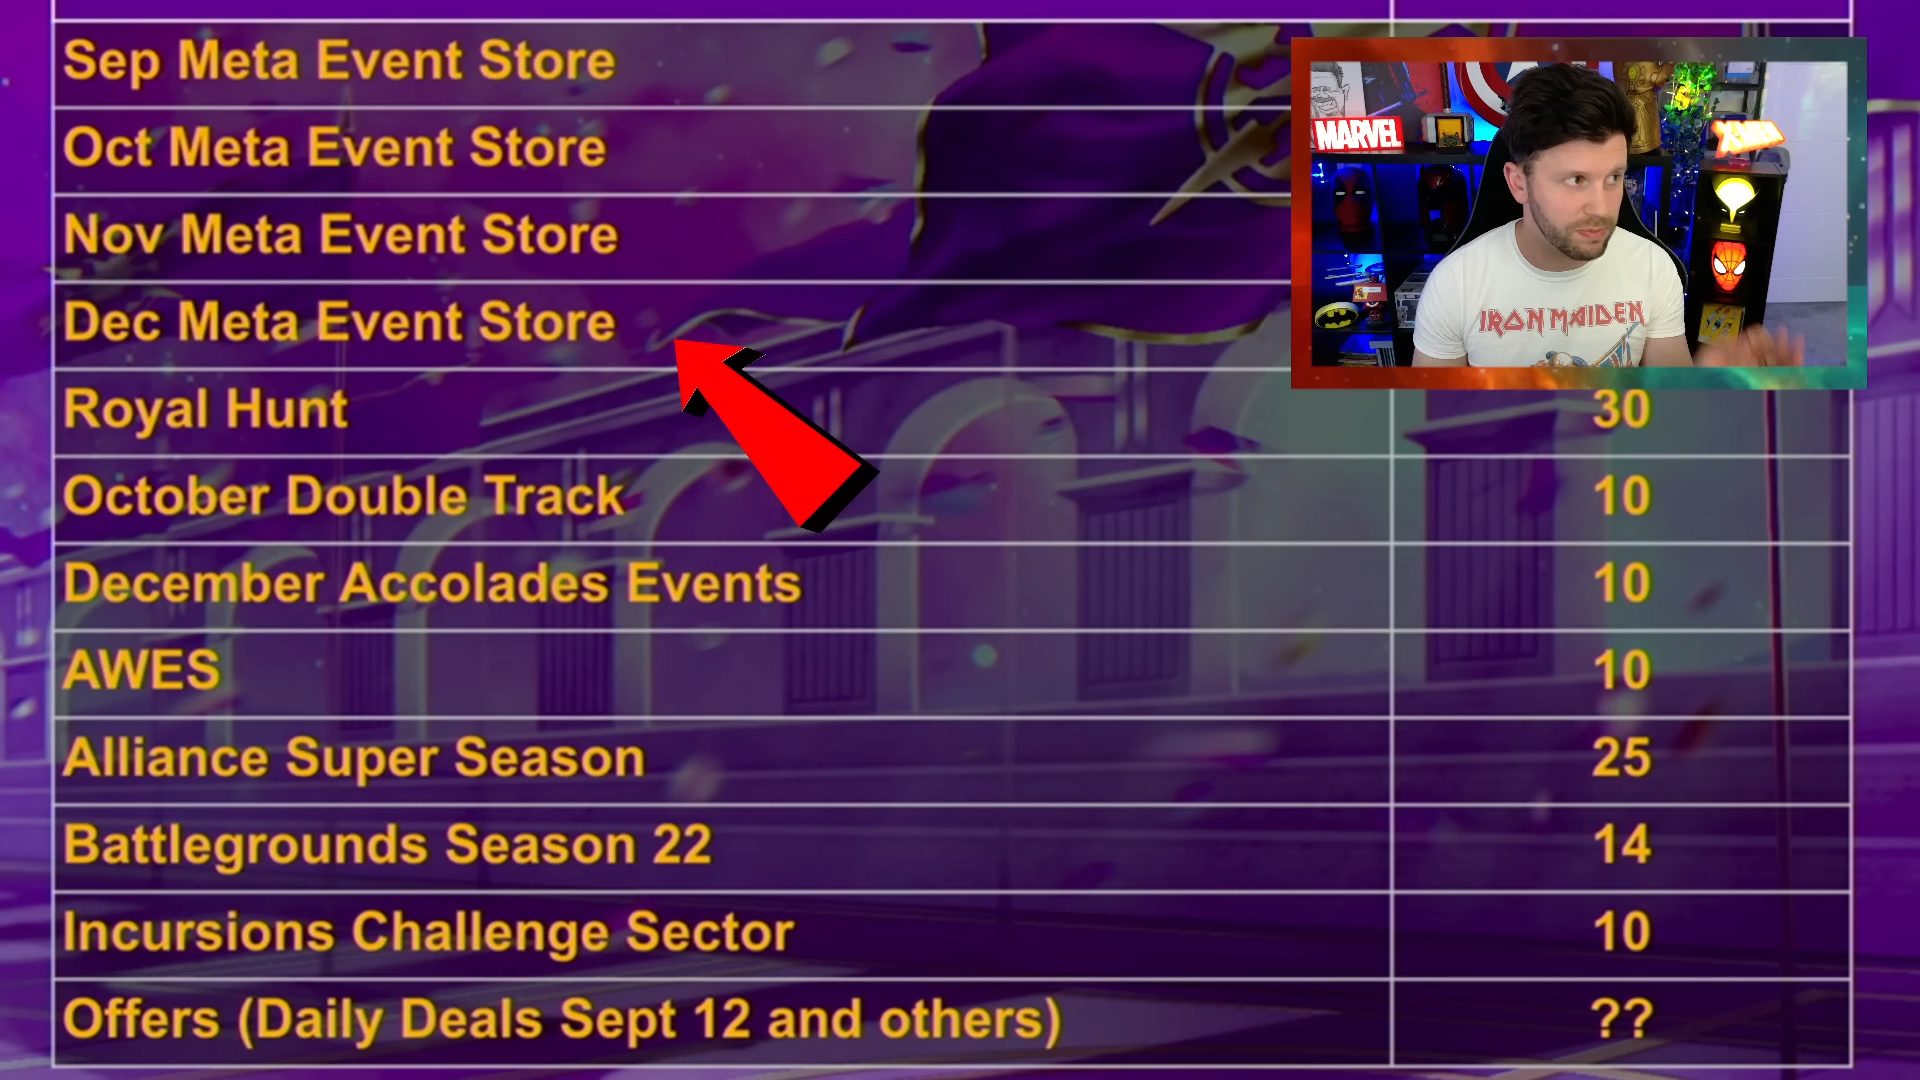 Sep Meta Event Store
Oct Meta Event Store
Nov Meta Event Store
Dec Meta Event Store
MARVEL
X-MEN
IRON MAIDEN
Royal Hunt 30
October Double Track 10
December Accolades Events 10
AWES 10
Alliance Super Season 25
Battlegrounds Season 22 14
Incursions Challenge Sector 10
Offers (Daily Deals Sept 12 and others) ??